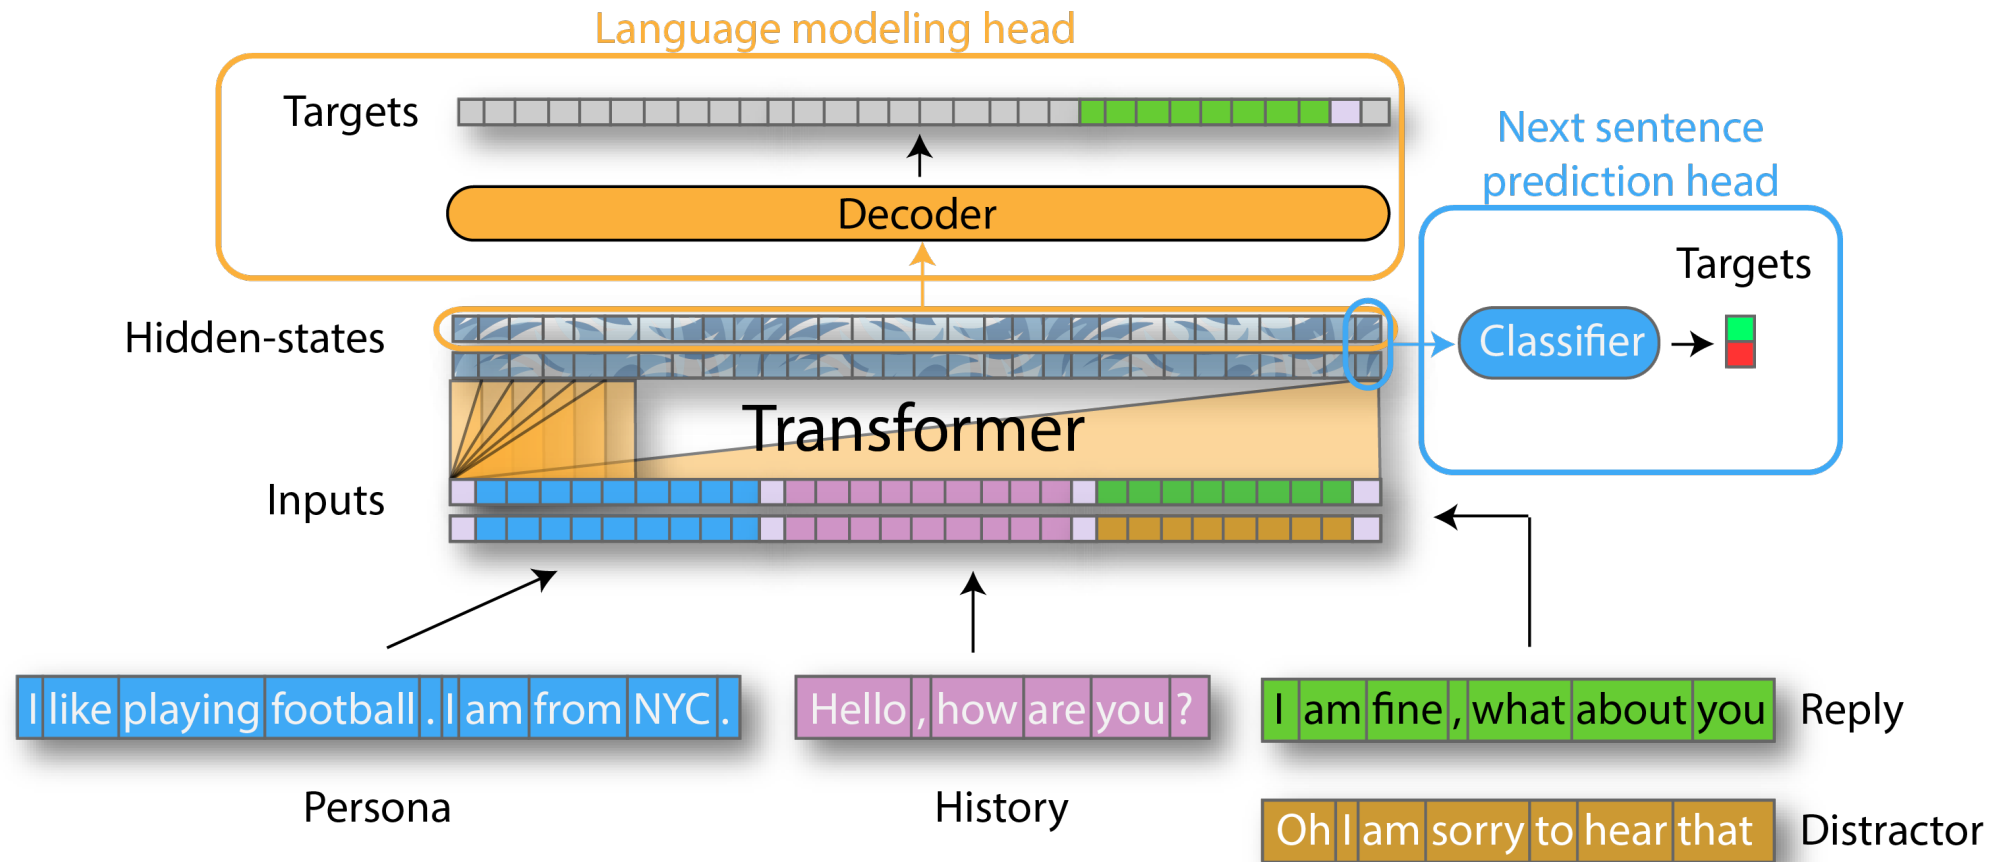 Language modeling head
Targets
Next sentence
prediction head
Decoder
Targets
Hidden-states
Classifier
Transformer
Inputs
I like playing football . I am from NYC .
Hello , how are you ?
I am fine , what about you
Reply
Persona
History
Oh I am sorry to hear that
Distractor